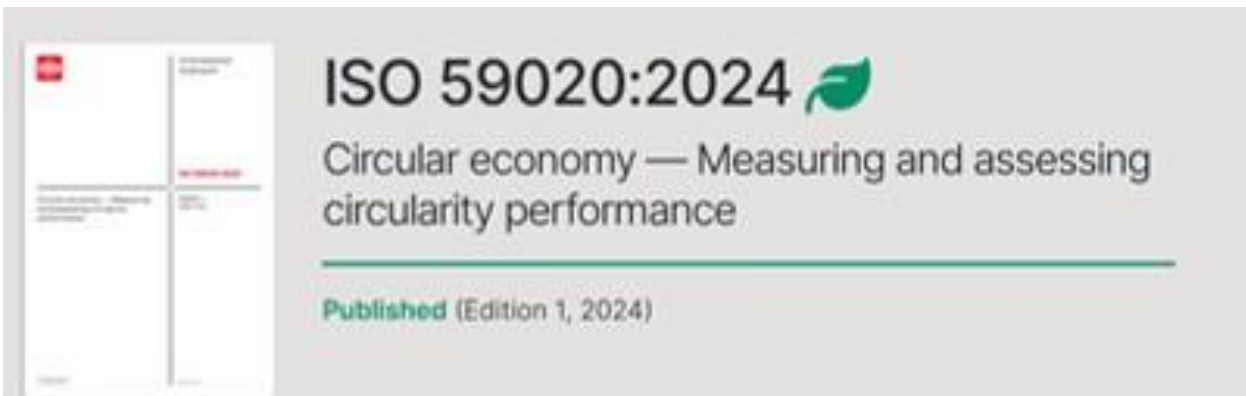 ISO 59020:2024
Circular economy — Measuring and assessing
circularity performance
Published (Edition 1, 2024)